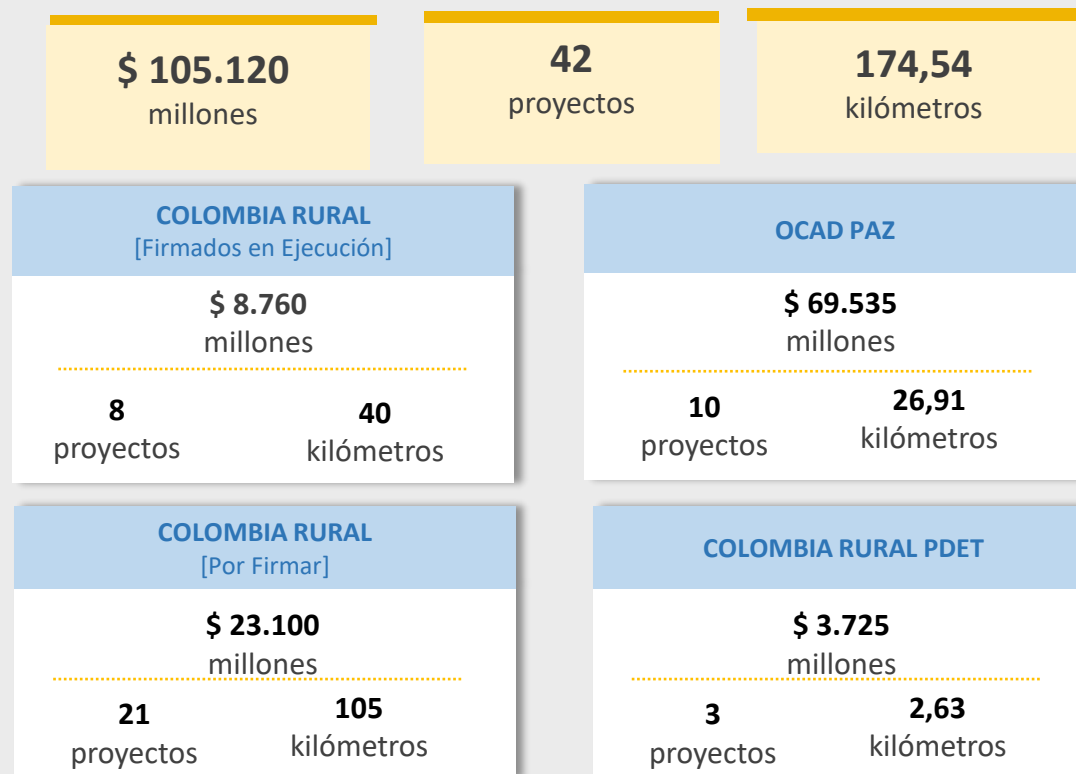 $ 105.120
millones
42
proyectos
174,54
kilómetros
COLOMBIA RURAL
[Firmados en Ejecución]
$ 8.760
millones
8
proyectos
40
kilómetros
OCAD PAZ
$ 69.535
millones
10
proyectos
26,91
kilómetros
COLOMBIA RURAL
[Por Firmar]
$ 23.100
millones
21
proyectos
105
kilómetros
COLOMBIA RURAL PDET
$ 3.725
millones
3
proyectos
2,63
kilómetros